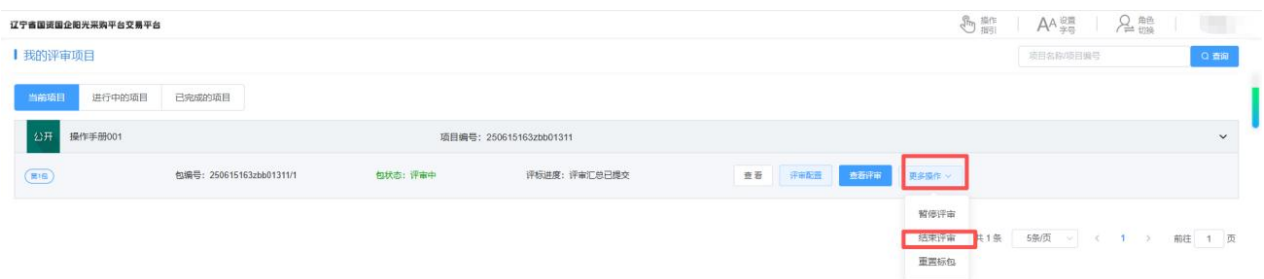 辽宁省国资国企阳光采购平台交易平台
操作指引
AA 设置字号
角色切换
我的评审项目
项目名称/项目编号
查询
当前项目 进行中的项目 已完成的项目
公开 操作手册001 项目编号：250615163zbb01311
第1包 包编号：250615163zbb01311/1 包状态：评审中 评标进度：评审汇总已提交 查看 评审配置 查看评审 更多操作
暂停评审
结束评审
重置标包
共 1 条 5条/页 < 1 > 前往 1 页